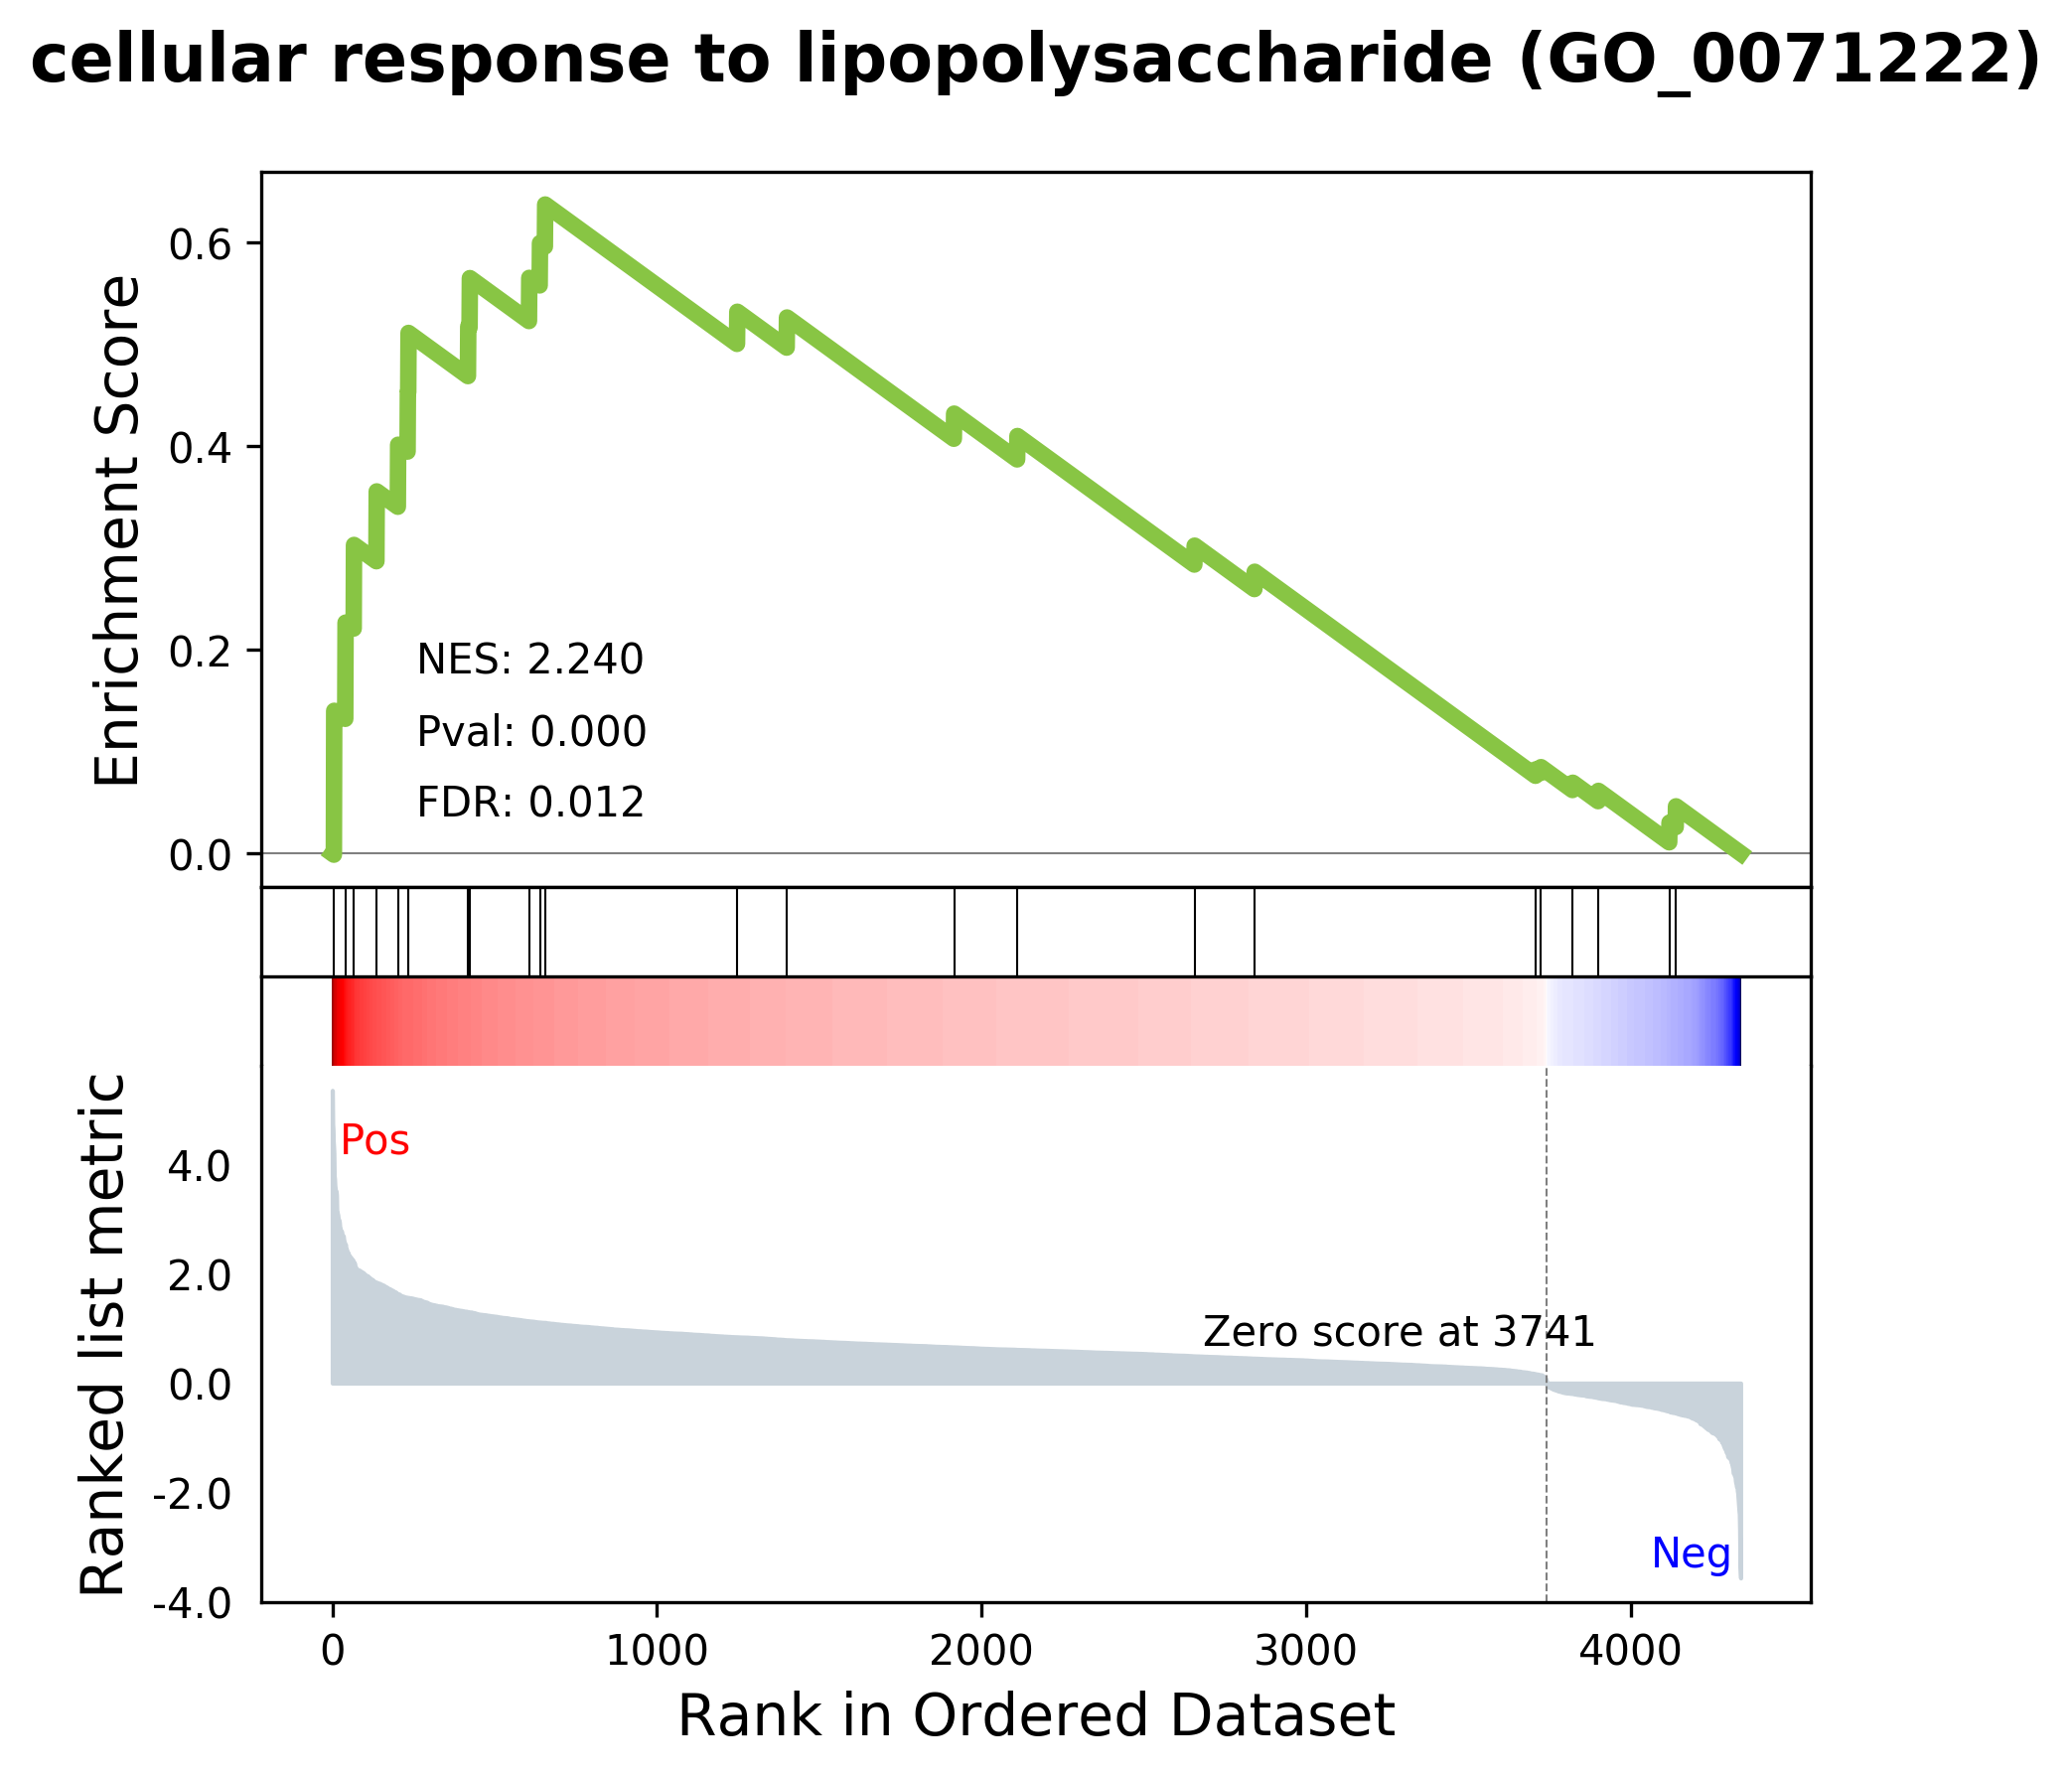 cellular response to lipopolysaccharide (GO_0071222)
Enrichment Score
0.6
0.4
0.2
0.0
NES: 2.240
Pval: 0.000
FDR: 0.012
Ranked list metric
4.0
2.0
0.0
-2.0
-4.0
Pos
Zero score at 3741
Neg
0 1000 2000 3000 4000
Rank in Ordered Dataset